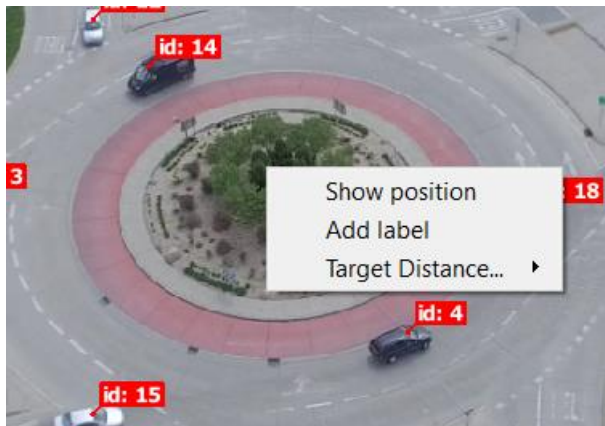 id: 14
3
18
Show position
Add label
Target Distance...
id: 4
id: 15